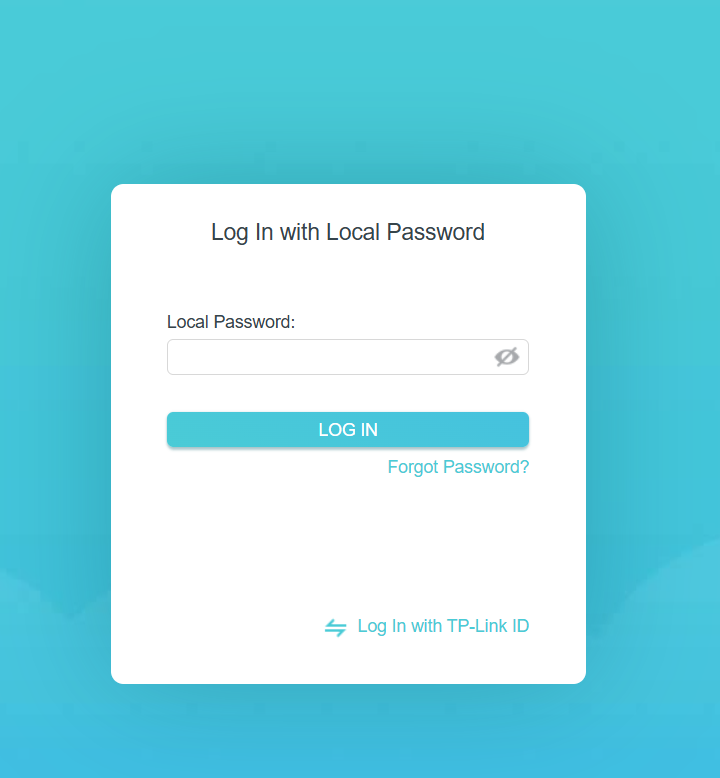 Log In with Local Password
Local Password:
LOG IN
Forgot Password?
Log In with TP-Link ID